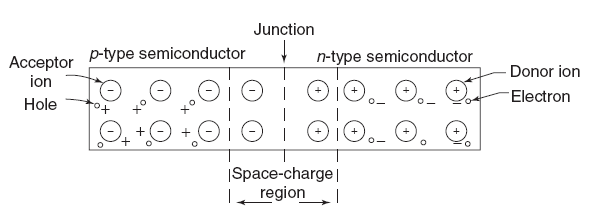 Junction
p-type semiconductor
n-type semiconductor
Acceptor
ion
Hole
Donor ion
Electron
− − − − + + + +
+ + + − − −
− − − − + + + +
+ + + − −
Space-charge
region